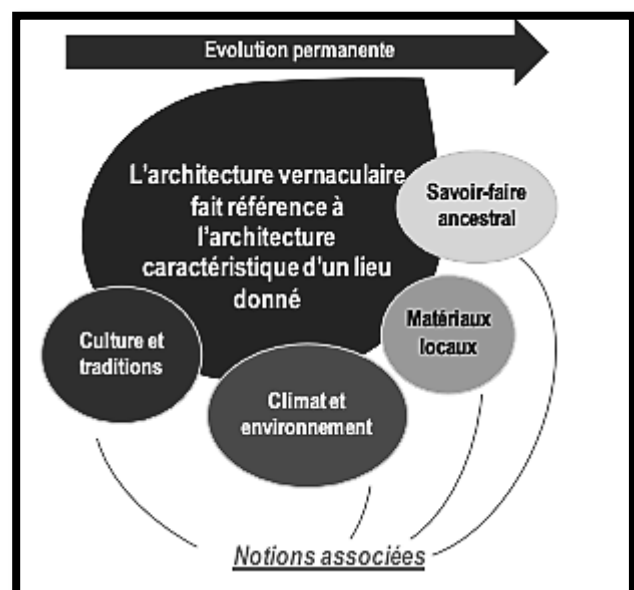 Evolution permanente
L'architecture vernaculaire
fait référence à
l'architecture
caractéristique d'un lieu
donné
Savoir-faire
ancestral
Matériaux
locaux
Culture et
traditions
Climat et
environnement
Notions associées